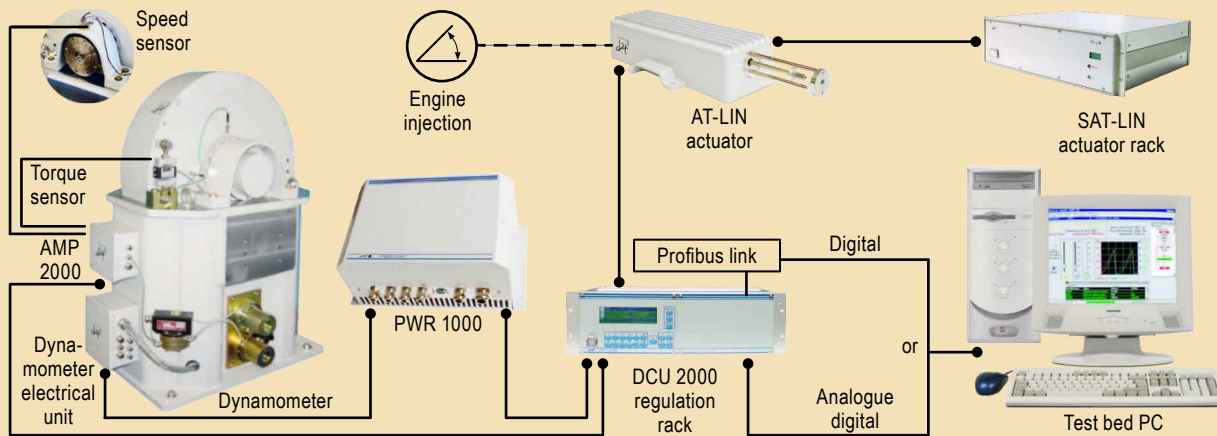 Speed
sensor
Engine
injection
AT-LIN
actuator
SAT-LIN
actuator rack
Torque
sensor
AMP
2000
Profibus link
Digital
PWR 1000
or
Dyna-
mometer
electrical
unit
Dynamometer
DCU 2000
regulation
rack
Analogue
digital
Test bed PC